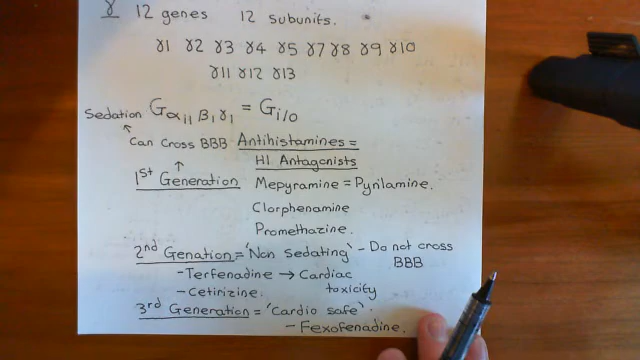 γ 12 genes 12 subunits.
γ1 γ2 γ3 γ4 γ5 γ7 γ8 γ9 γ10
γ11 γ12 γ13
Sedation Gαi1 β1 γ1 = Gi/o
Can Cross BBB Antihistamines =
H1 Antagonists
1st Generation Mepyramine = Pyrilamine.
Clorphenamine
Promethazine.
2nd Genation = 'Non Sedating' - Do not cross
BBB
- Terfenadine → Cardiac
toxicity
- Cetirizine.
3rd Generation = 'Cardio safe'.
- Fexofenadine.